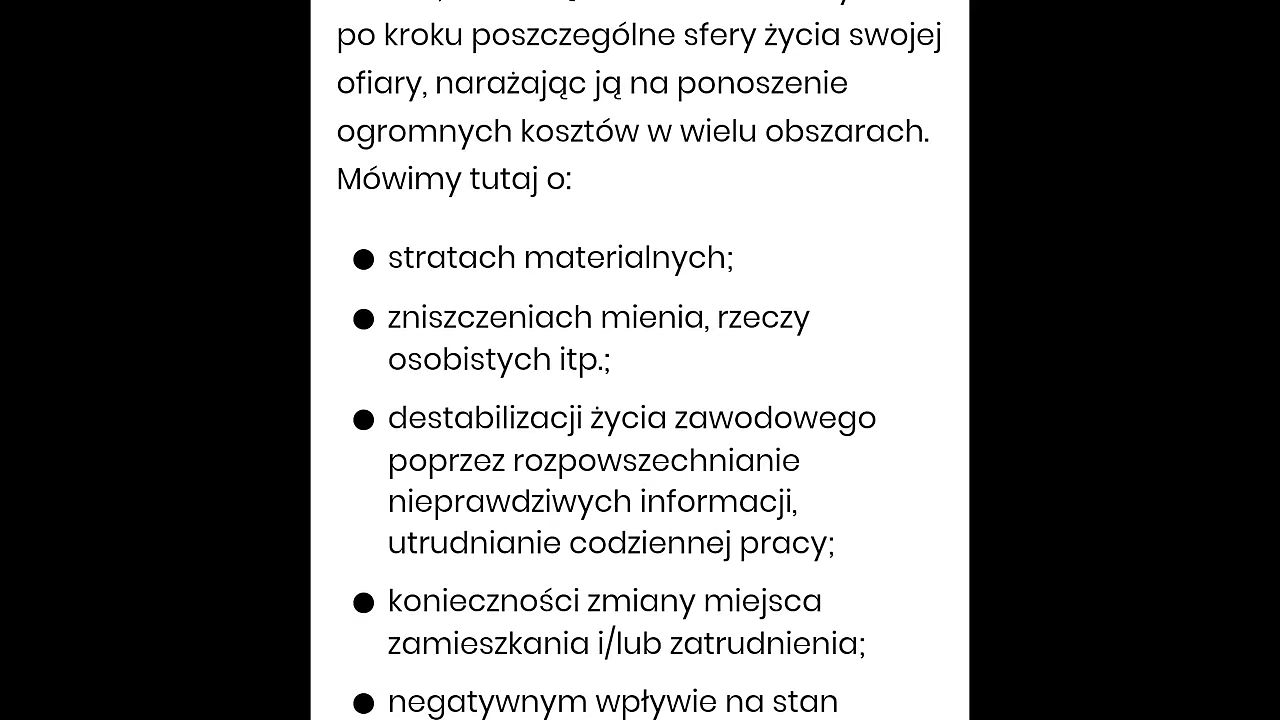 po kroku poszczególne sfery życia swojej
ofiary, narażając ją na ponoszenie
ogromnych kosztów w wielu obszarach.
Mówimy tutaj o:
● stratach materialnych;
● zniszczeniach mienia, rzeczy
osobistych itp.;
● destabilizacji życia zawodowego
poprzez rozpowszechnianie
nieprawdziwych informacji,
utrudnianie codziennej pracy;
● konieczności zmiany miejsca
zamieszkania i/lub zatrudnienia;
● negatywnym wpływie na stan